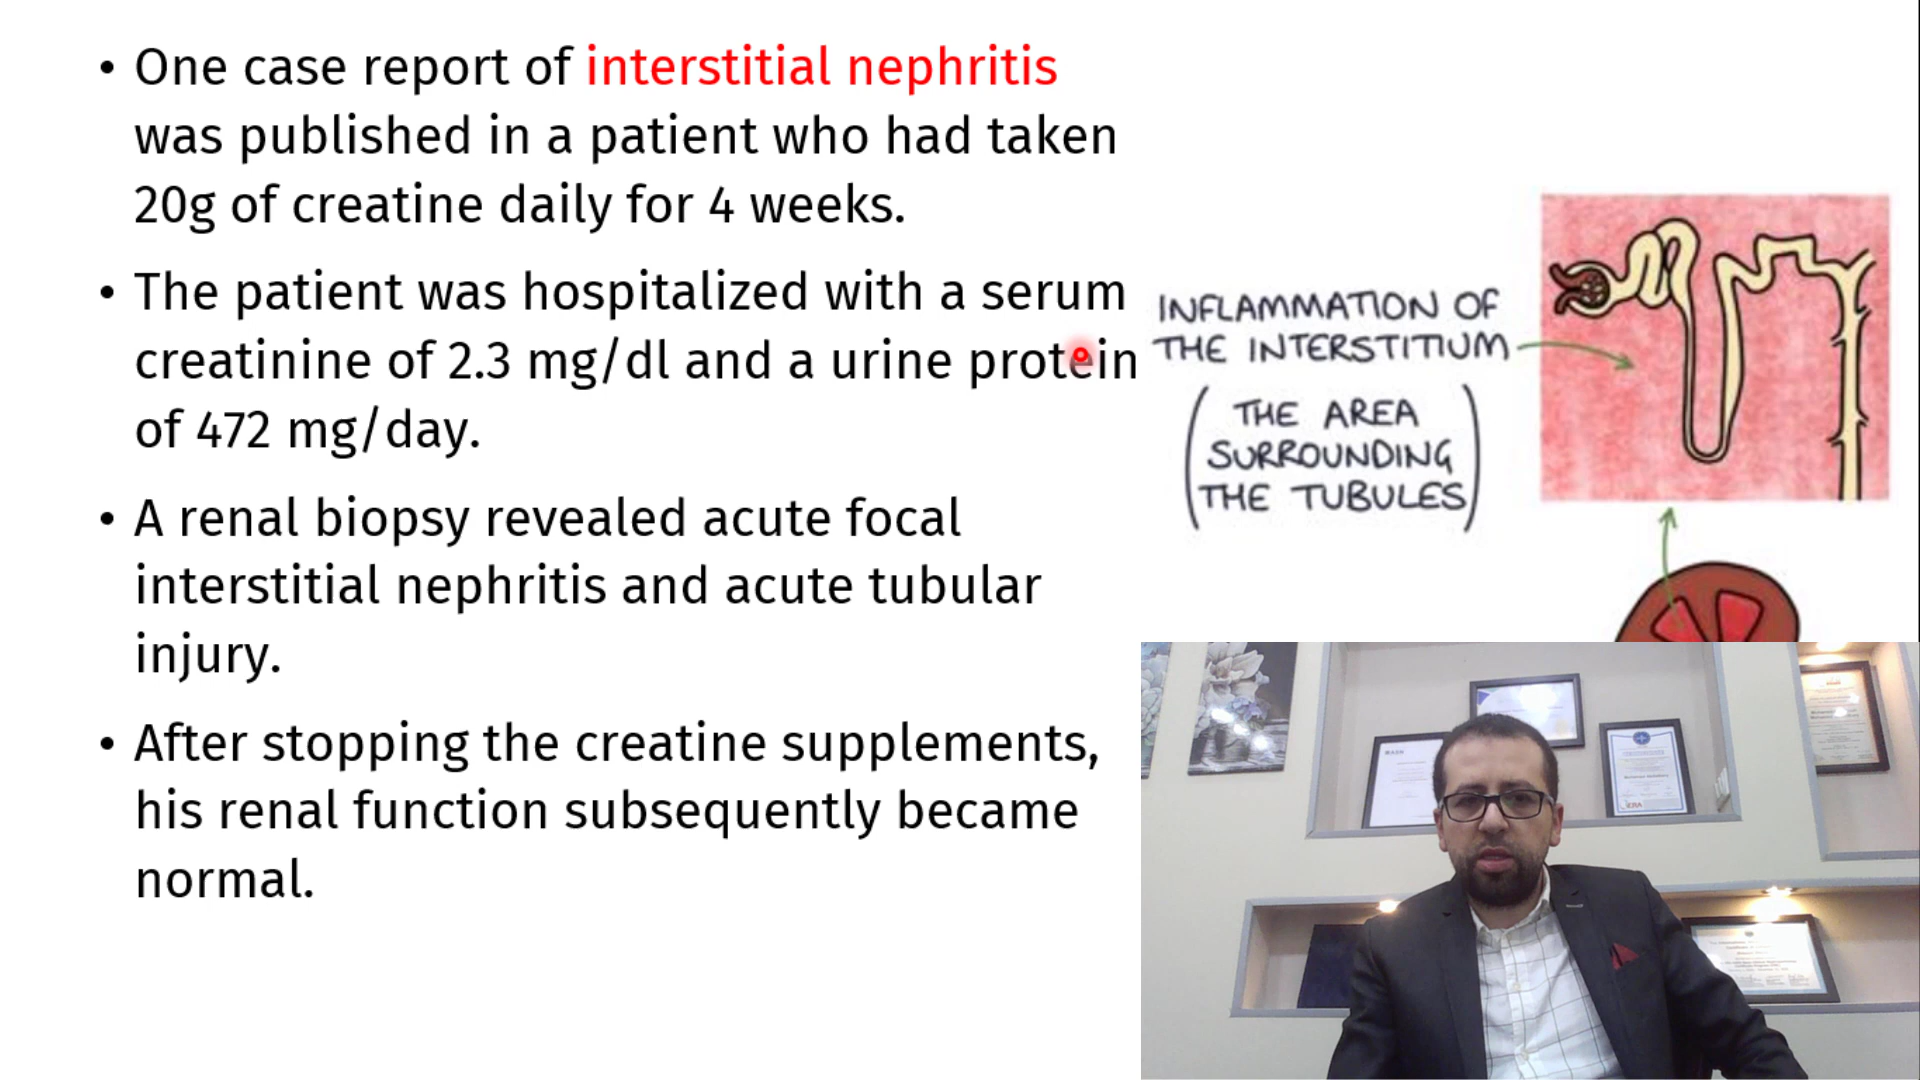 • One case report of interstitial nephritis
was published in a patient who had taken
20g of creatine daily for 4 weeks.
• The patient was hospitalized with a serum
creatinine of 2.3 mg/dl and a urine protein
of 472 mg/day.
• A renal biopsy revealed acute focal
interstitial nephritis and acute tubular
injury.
• After stopping the creatine supplements,
his renal function subsequently became
normal.
INFLAMMATION OF
THE INTERSTITIUM
(THE AREA
SURROUNDING
THE TUBULES)